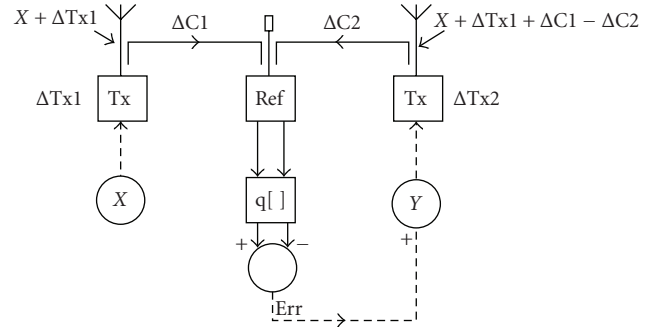 X + ΔTx1
ΔC1
ΔC2
X + ΔTx1 + ΔC1 − ΔC2
ΔTx1
Tx
Ref
Tx
ΔTx2
X
q[ ]
Y
+
−
+
Err